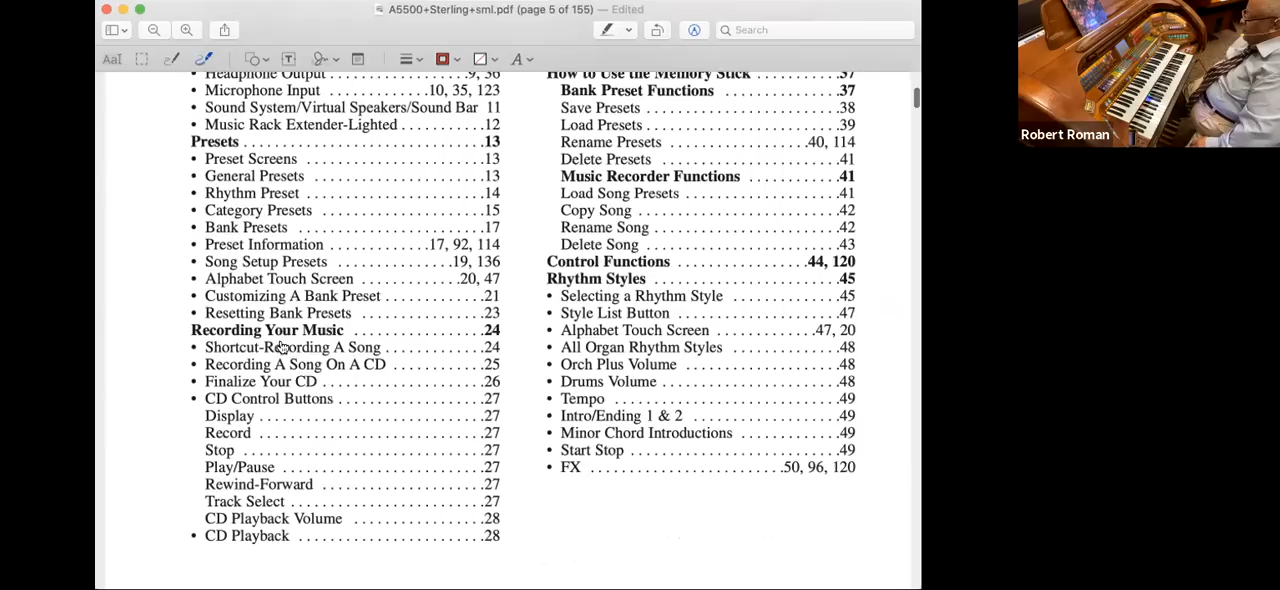 A5500+Sterling+sml.pdf (page 5 of 155) — Edited
Search
AaI
T
A
Robert Roman
• Headphone Output . . . . . . . . . . . . . . . . . . . .9, 36
• Microphone Input . . . . . . . . . . . . . . . .10, 35, 123
• Sound System/Virtual Speakers/Sound Bar 11
• Music Rack Extender-Lighted . . . . . . . . . . . . .12
Presets . . . . . . . . . . . . . . . . . . . . . . . . . . . . . . . .13
• Preset Screens . . . . . . . . . . . . . . . . . . . . . . . .13
• General Presets . . . . . . . . . . . . . . . . . . . . . . .13
• Rhythm Preset . . . . . . . . . . . . . . . . . . . . . . . .14
• Category Presets . . . . . . . . . . . . . . . . . . . . . .15
• Bank Presets . . . . . . . . . . . . . . . . . . . . . . . . .17
• Preset Information . . . . . . . . . . . . . . .17, 92, 114
• Song Setup Presets . . . . . . . . . . . . . . . . . .19, 136
• Alphabet Touch Screen . . . . . . . . . . . . . . . .20, 47
• Customizing A Bank Preset . . . . . . . . . . . . . . .21
• Resetting Bank Presets . . . . . . . . . . . . . . . . . .23
Recording Your Music . . . . . . . . . . . . . . . . . . . .24
• Shortcut-Recording A Song . . . . . . . . . . . . . . .24
• Recording A Song On A CD . . . . . . . . . . . . . .25
• Finalize Your CD . . . . . . . . . . . . . . . . . . . . . .26
• CD Control Buttons . . . . . . . . . . . . . . . . . . . .27
Display . . . . . . . . . . . . . . . . . . . . . . . . . . . . .27
Record . . . . . . . . . . . . . . . . . . . . . . . . . . . . .27
Stop . . . . . . . . . . . . . . . . . . . . . . . . . . . . . . .27
Play/Pause . . . . . . . . . . . . . . . . . . . . . . . . . .27
Rewind-Forward . . . . . . . . . . . . . . . . . . . . . .27
Track Select . . . . . . . . . . . . . . . . . . . . . . . . .27
CD Playback Volume . . . . . . . . . . . . . . . . . .28
• CD Playback . . . . . . . . . . . . . . . . . . . . . . . . .28
How to Use the Memory Stick . . . . . . . . . . . . .37
Bank Preset Functions . . . . . . . . . . . . . . . . .37
Save Presets . . . . . . . . . . . . . . . . . . . . . . . . .38
Load Presets . . . . . . . . . . . . . . . . . . . . . . . . .39
Rename Presets . . . . . . . . . . . . . . . . . . . .40, 114
Delete Presets . . . . . . . . . . . . . . . . . . . . . . . .41
Music Recorder Functions . . . . . . . . . . . . . .41
Load Song Presets . . . . . . . . . . . . . . . . . . . . .41
Copy Song . . . . . . . . . . . . . . . . . . . . . . . . . .42
Rename Song . . . . . . . . . . . . . . . . . . . . . . . .42
Delete Song . . . . . . . . . . . . . . . . . . . . . . . . .43
Control Functions . . . . . . . . . . . . . . . . . .44, 120
Rhythm Styles . . . . . . . . . . . . . . . . . . . . . . . . . .45
• Selecting a Rhythm Style . . . . . . . . . . . . . . . .45
• Style List Button . . . . . . . . . . . . . . . . . . . . . .47
• Alphabet Touch Screen . . . . . . . . . . . . . . . .47, 20
• All Organ Rhythm Styles . . . . . . . . . . . . . . . .48
• Orch Plus Volume . . . . . . . . . . . . . . . . . . . . .48
• Drums Volume . . . . . . . . . . . . . . . . . . . . . . .48
• Tempo . . . . . . . . . . . . . . . . . . . . . . . . . . . . .49
• Intro/Ending 1 & 2 . . . . . . . . . . . . . . . . . . . .49
• Minor Chord Introductions . . . . . . . . . . . . . . .49
• Start Stop . . . . . . . . . . . . . . . . . . . . . . . . . . .49
• FX . . . . . . . . . . . . . . . . . . . . . . . . .50, 96, 120